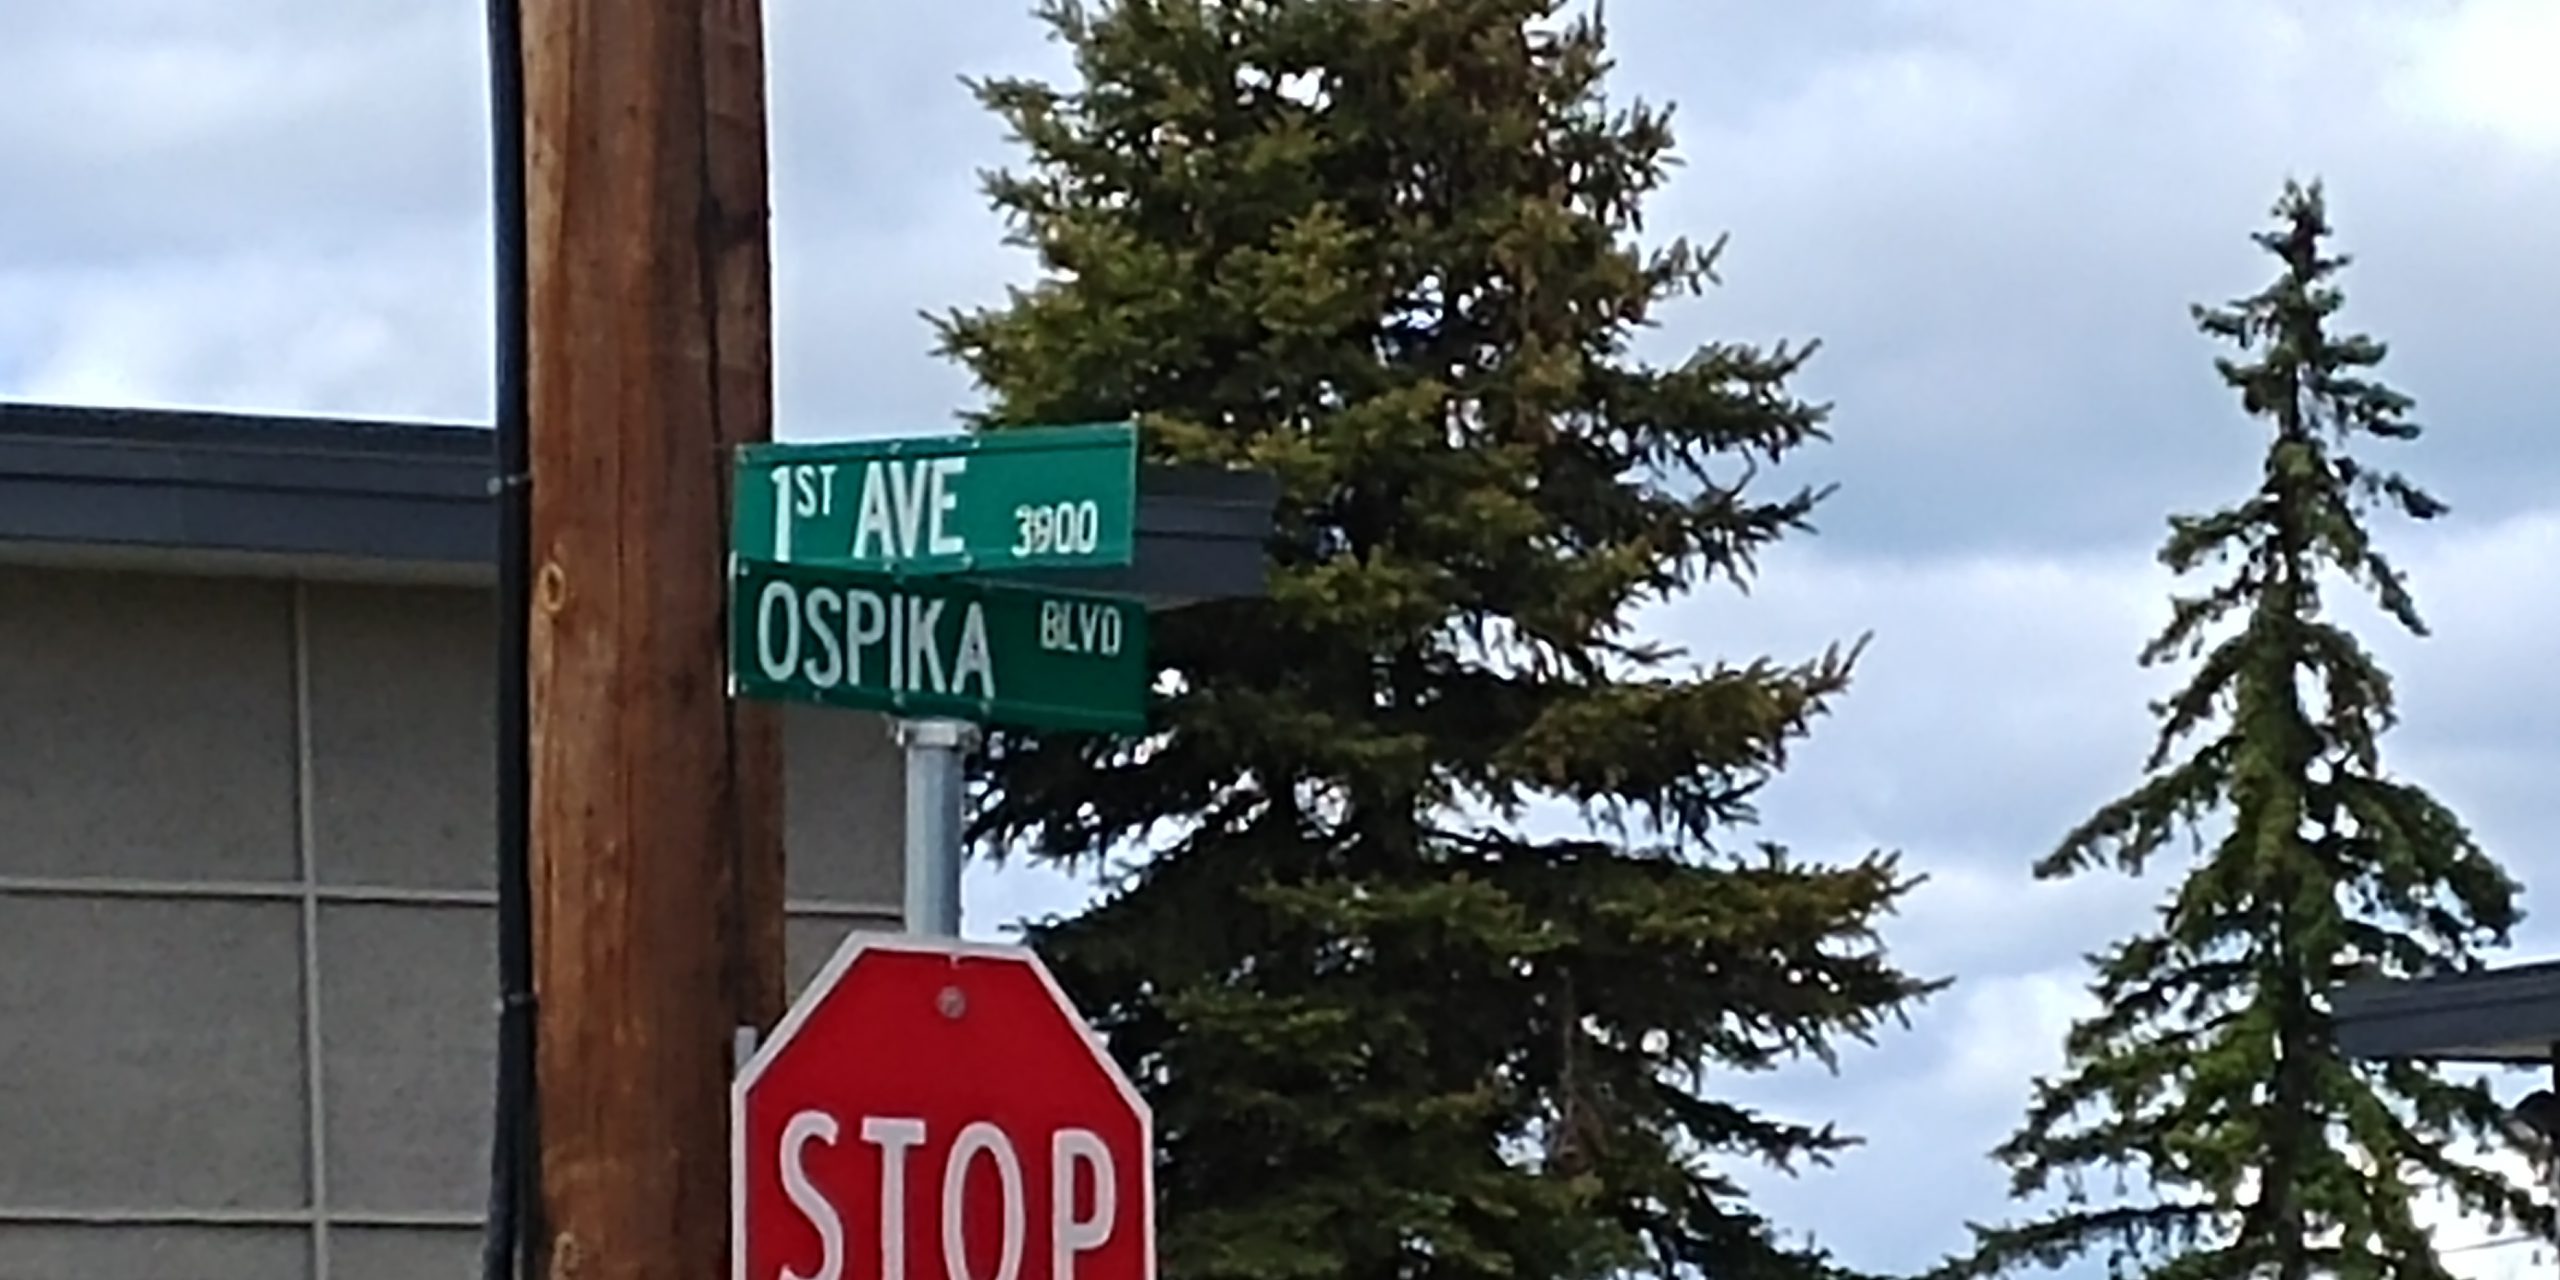 1ST AVE 3900
OSPIKA BLVD
STOP